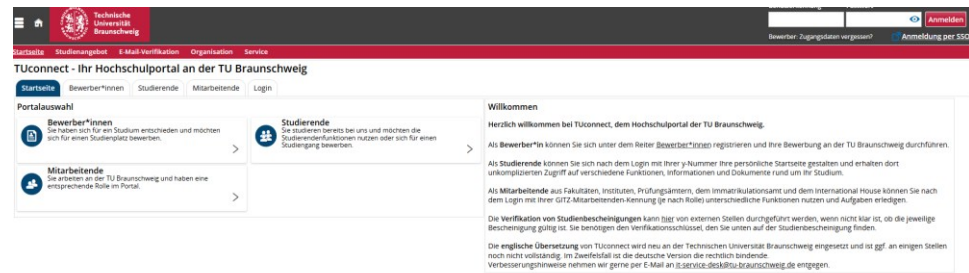 Technische
Universität
Braunschweig
Anmelden
Bewerber: Zugangsdaten vergessen?
Anmeldung per SSO
Startseite Studienangebot E-Mail-Verifikation Organisation Service
TUconnect - Ihr Hochschulportal an der TU Braunschweig
Startseite Bewerber*innen Studierende Mitarbeitende Login
Portalauswahl
Bewerber*innen
Sie haben sich für ein Studium entschieden und möchten
sich für einen Studienplatz bewerben.
Studierende
Sie studieren bereits bei uns und möchten die
Studierendenfunktionen nutzen oder sich für einen
Studiengang bewerben.
Mitarbeitende
Sie arbeiten an der TU Braunschweig und haben eine
entsprechende Rolle im Portal.
Willkommen
Herzlich willkommen bei TUconnect, dem Hochschulportal der TU Braunschweig.
Als Bewerber*in können Sie sich unter dem Reiter Bewerber*innen registrieren und Ihre Bewerbung an der TU Braunschweig durchführen.
Als Studierende können Sie sich nach dem Login mit Ihrer y-Nummer Ihre persönliche Startseite gestalten und erhalten dort
unkomplizierten Zugriff auf verschiedene Funktionen, Informationen und Dokumente rund um Ihr Studium.
Als Mitarbeitende aus Fakultäten, Instituten, Prüfungsämtern, dem Immatrikulationsamt und dem International House können Sie nach
dem Login mit Ihrer GITZ-Mitarbeitenden-Kennung (je nach Rolle) unterschiedliche Funktionen nutzen und Aufgaben erledigen.
Die Verifikation von Studienbescheinigungen kann hier von externen Stellen durchgeführt werden, wenn nicht klar ist, ob die jeweilige
Bescheinigung gültig ist. Sie benötigen den Verifikationsschlüssel, den Sie unten auf der Studienbescheinigung finden.
Die englische Übersetzung von TUconnect wird neu an der Technischen Universität Braunschweig eingesetzt und ist ggf. an einigen Stellen
noch nicht vollständig. Im Zweifelsfall ist die deutsche Version die rechtlich bindende.
Verbesserungshinweise nehmen wir gerne per E-Mail an it-service-desk@tu-braunschweig.de entgegen.